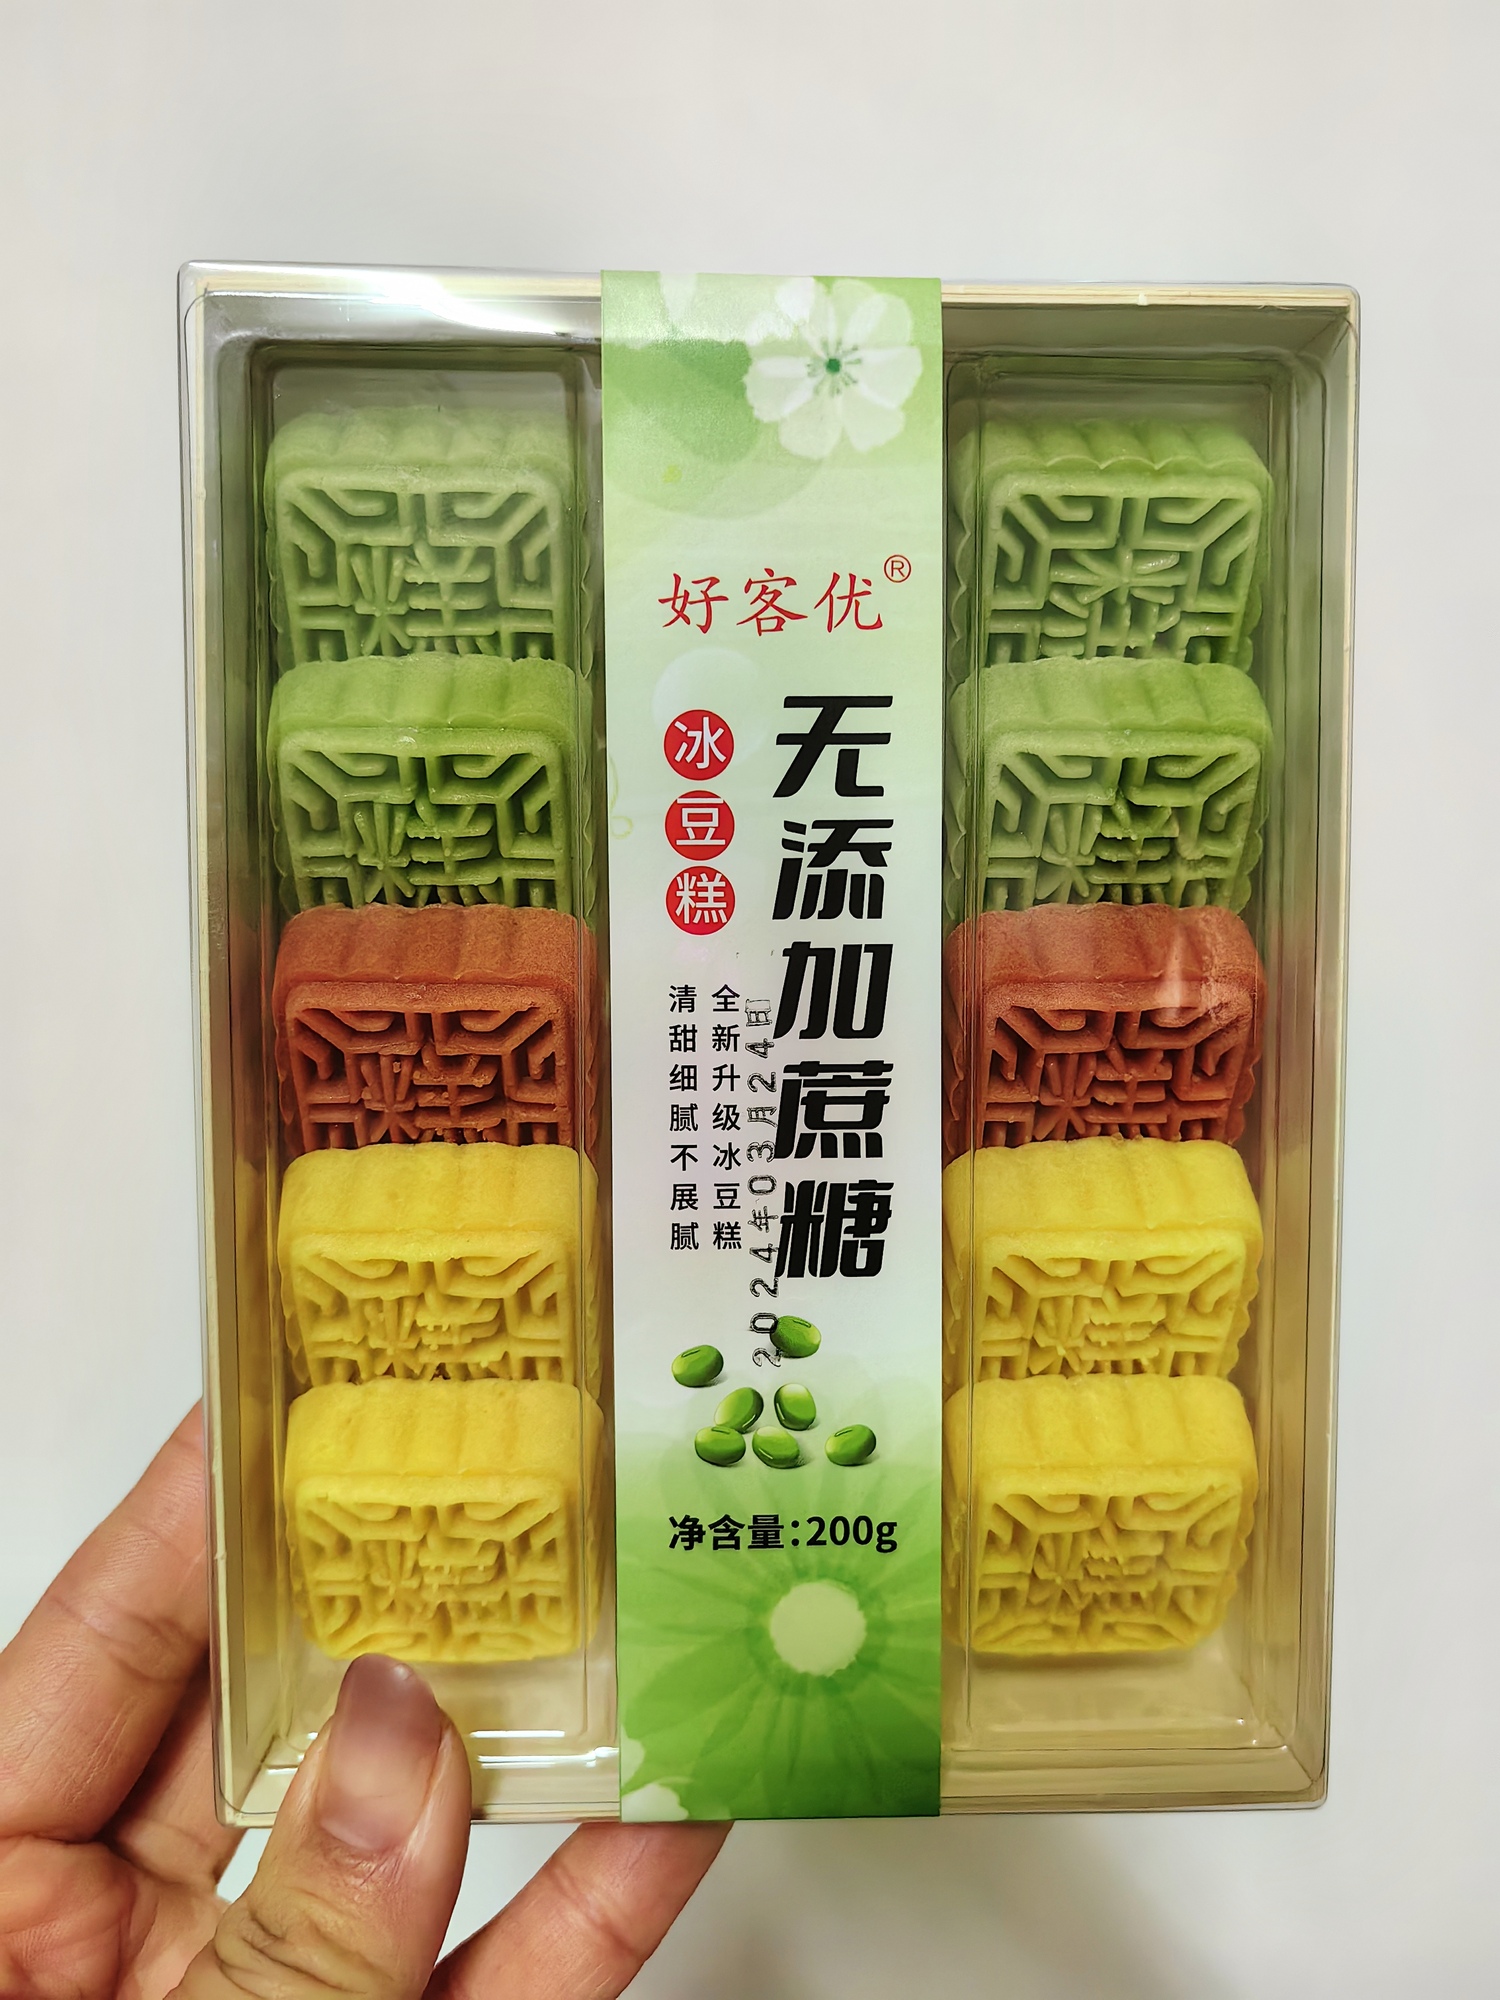 好客优®
无添加蔗糖
冰豆糕
全新升级冰豆糕
清甜细腻不展腻
2024年03月24日
净含量:200g